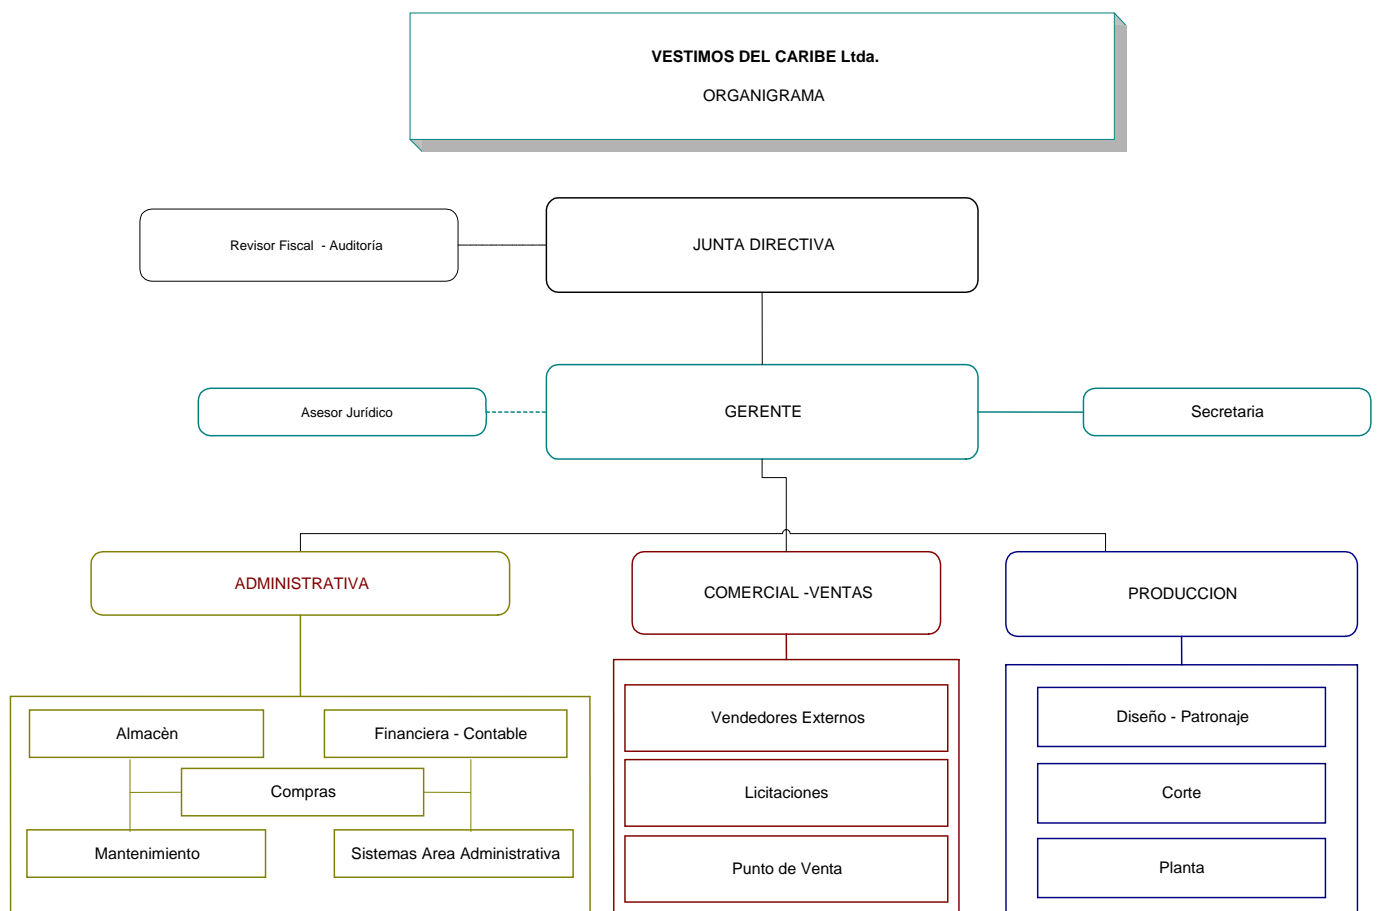 VESTIMOS DEL CARIBE Ltda.
ORGANIGRAMA
Revisor Fiscal - Auditoría
JUNTA DIRECTIVA
Asesor Jurídico
GERENTE
Secretaria
ADMINISTRATIVA
COMERCIAL -VENTAS
PRODUCCION
Almacèn
Financiera - Contable
Compras
Mantenimiento
Sistemas Area Administrativa
Vendedores Externos
Licitaciones
Punto de Venta
Diseño - Patronaje
Corte
Planta